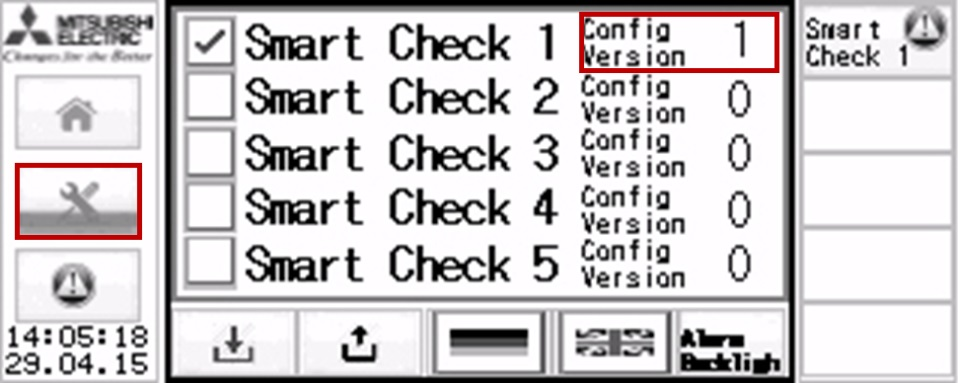 MITSUBISHI
ELECTRIC
Changes for the Better
14:05:18
29.04.15
Smart Check 1 Config Version 1
Smart Check 2 Config Version 0
Smart Check 3 Config Version 0
Smart Check 4 Config Version 0
Smart Check 5 Config Version 0
Alarm
Backligh
Smart
Check 1